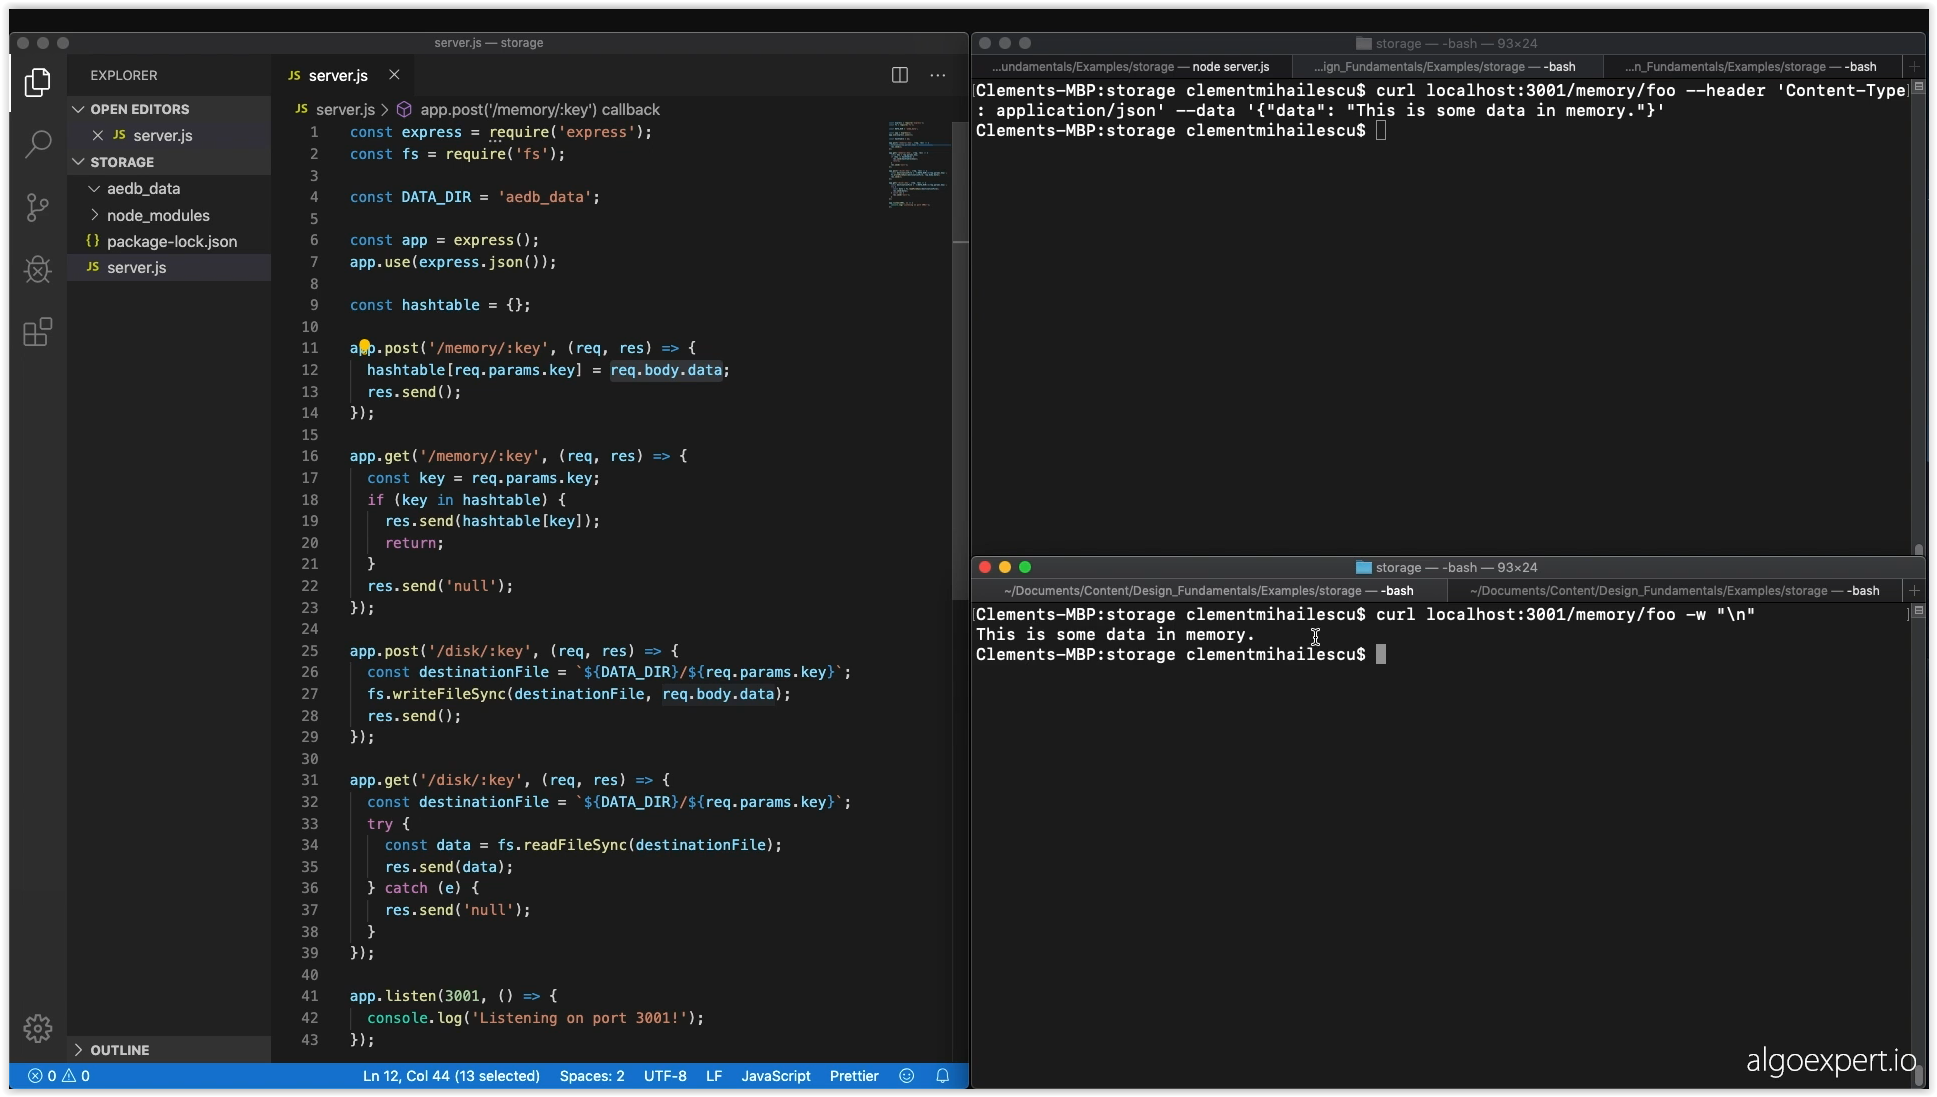 server.js — storage
EXPLORER
OPEN EDITORS
JS server.js
STORAGE
aedb_data
node_modules
{} package-lock.json
JS server.js
OUTLINE
JS server.js
JS server.js > app.post('/memory/:key') callback
1 const express = require('express');
2 const fs = require('fs');
3
4 const DATA_DIR = 'aedb_data';
5
6 const app = express();
7 app.use(express.json());
8
9 const hashtable = {};
10
11 app.post('/memory/:key', (req, res) => {
12 hashtable[req.params.key] = req.body.data;
13 res.send();
14 });
15
16 app.get('/memory/:key', (req, res) => {
17 const key = req.params.key;
18 if (key in hashtable) {
19 res.send(hashtable[key]);
20 return;
21 }
22 res.send('null');
23 });
24
25 app.post('/disk/:key', (req, res) => {
26 const destinationFile = `${DATA_DIR}/${req.params.key}`;
27 fs.writeFileSync(destinationFile, req.body.data);
28 res.send();
29 });
30
31 app.get('/disk/:key', (req, res) => {
32 const destinationFile = `${DATA_DIR}/${req.params.key}`;
33 try {
34 const data = fs.readFileSync(destinationFile);
35 res.send(data);
36 } catch (e) {
37 res.send('null');
38 }
39 });
40
41 app.listen(3001, () => {
42 console.log('Listening on port 3001!');
43 });
0 0
Ln 12, Col 44 (13 selected) Spaces: 2 UTF-8 LF JavaScript Prettier
storage — -bash — 93×24
...undamentals/Examples/storage — node server.js ...ign_Fundamentals/Examples/storage — -bash ...n_Fundamentals/Examples/storage — -bash +
Clements-MBP:storage clementmihailescu$ curl localhost:3001/memory/foo --header 'Content-Type
: application/json' --data '{"data": "This is some data in memory."}'
Clements-MBP:storage clementmihailescu$
storage — -bash — 93×24
~/Documents/Content/Design_Fundamentals/Examples/storage — -bash ~/Documents/Content/Design_Fundamentals/Examples/storage — -bash +
Clements-MBP:storage clementmihailescu$ curl localhost:3001/memory/foo -w "\n"
This is some data in memory.
Clements-MBP:storage clementmihailescu$
algoexpert.io